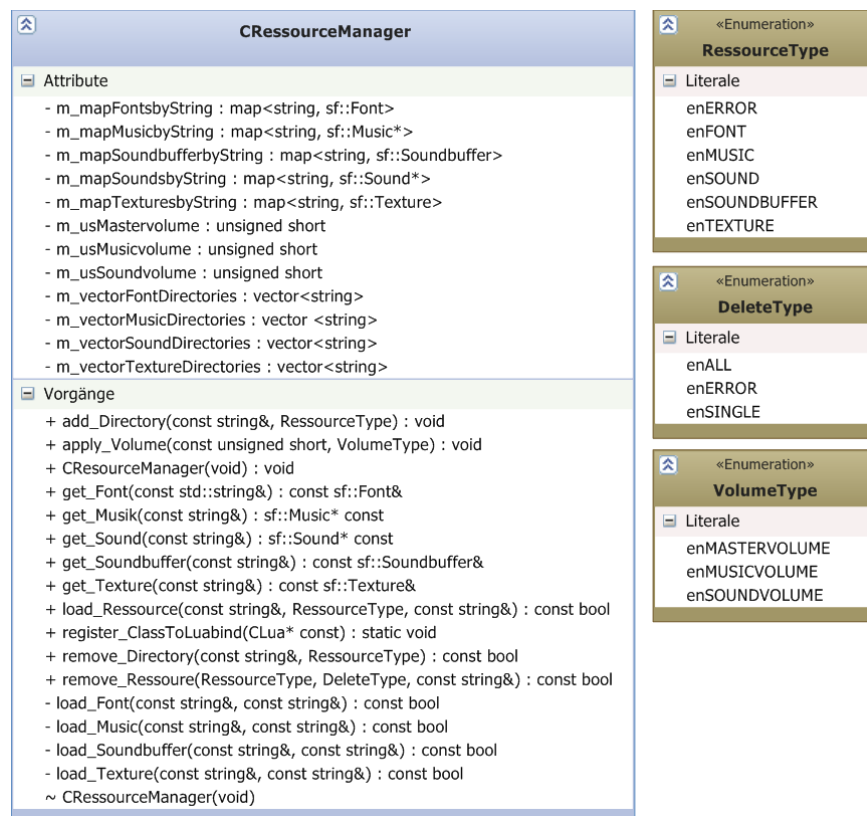 CRessourceManager
Attribute
- m_mapFontsbyString : map<string, sf::Font>
- m_mapMusicbyString : map<string, sf::Music*>
- m_mapSoundbufferbyString : map<string, sf::Soundbuffer>
- m_mapSoundsbyString : map<string, sf::Sound*>
- m_mapTexturesbyString : map<string, sf::Texture>
- m_usMastervolume : unsigned short
- m_usMusicvolume : unsigned short
- m_usSoundvolume : unsigned short
- m_vectorFontDirectories : vector<string>
- m_vectorMusicDirectories : vector <string>
- m_vectorSoundDirectories : vector<string>
- m_vectorTextureDirectories : vector<string>
Vorgänge
+ add_Directory(const string&, RessourceType) : void
+ apply_Volume(const unsigned short, VolumeType) : void
+ CResourceManager(void) : void
+ get_Font(const std::string&) : const sf::Font&
+ get_Musik(const string&) : sf::Music* const
+ get_Sound(const string&) : sf::Sound* const
+ get_Soundbuffer(const string&) : const sf::Soundbuffer&
+ get_Texture(const string&) : const sf::Texture&
+ load_Ressource(const string&, RessourceType, const string&) : const bool
+ register_ClassToLuabind(CLua* const) : static void
+ remove_Directory(const string&, RessourceType) : const bool
+ remove_Ressoure(RessourceType, DeleteType, const string&) : const bool
- load_Font(const string&, const string&) : const bool
- load_Music(const string&, const string&) : const bool
- load_Soundbuffer(const string&, const string&) : const bool
- load_Texture(const string&, const string&) : const bool
~ CRessourceManager(void)
«Enumeration»
RessourceType
Literale
enERROR
enFONT
enMUSIC
enSOUND
enSOUNDBUFFER
enTEXTURE
«Enumeration»
DeleteType
Literale
enALL
enERROR
enSINGLE
«Enumeration»
VolumeType
Literale
enMASTERVOLUME
enMUSICVOLUME
enSOUNDVOLUME